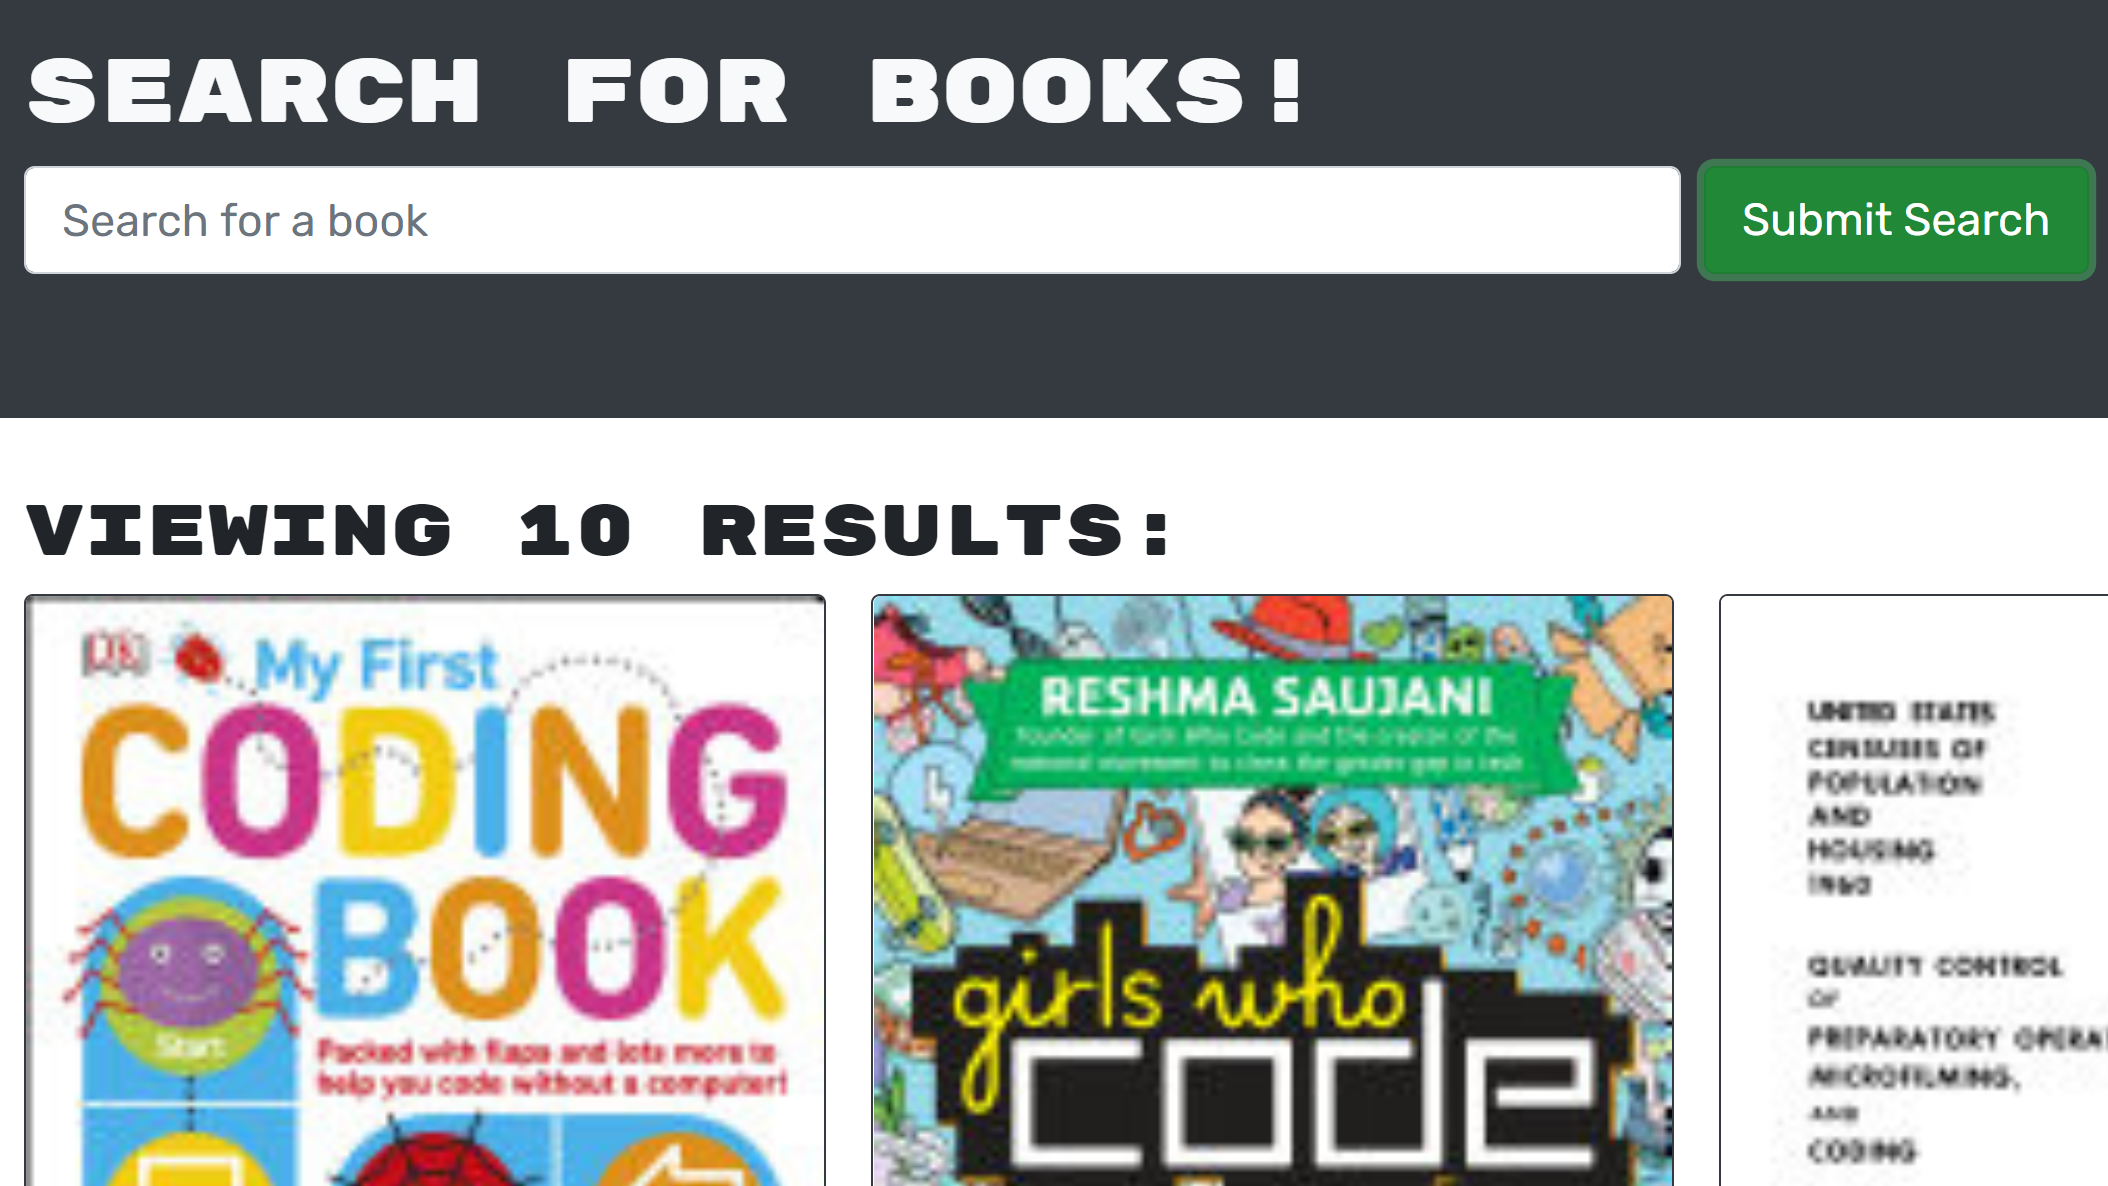 SEARCH FOR BOOKS!
Search for a book
Submit Search
VIEWING 10 RESULTS:
DK
My First
CODING
BOOK
Start
Packed with flaps and lots more to
help you code without a computer!
RESHMA SAUJANI
Founder of Girls Who Code and the creator of the
national movement to close the gender gap in tech
girls who
code
UNITED STATES
CENSUSES OF
POPULATION
AND
HOUSING
1960
QUALITY CONTROL
OF
PREPARATORY
MICROFILMING,
AND
CODING